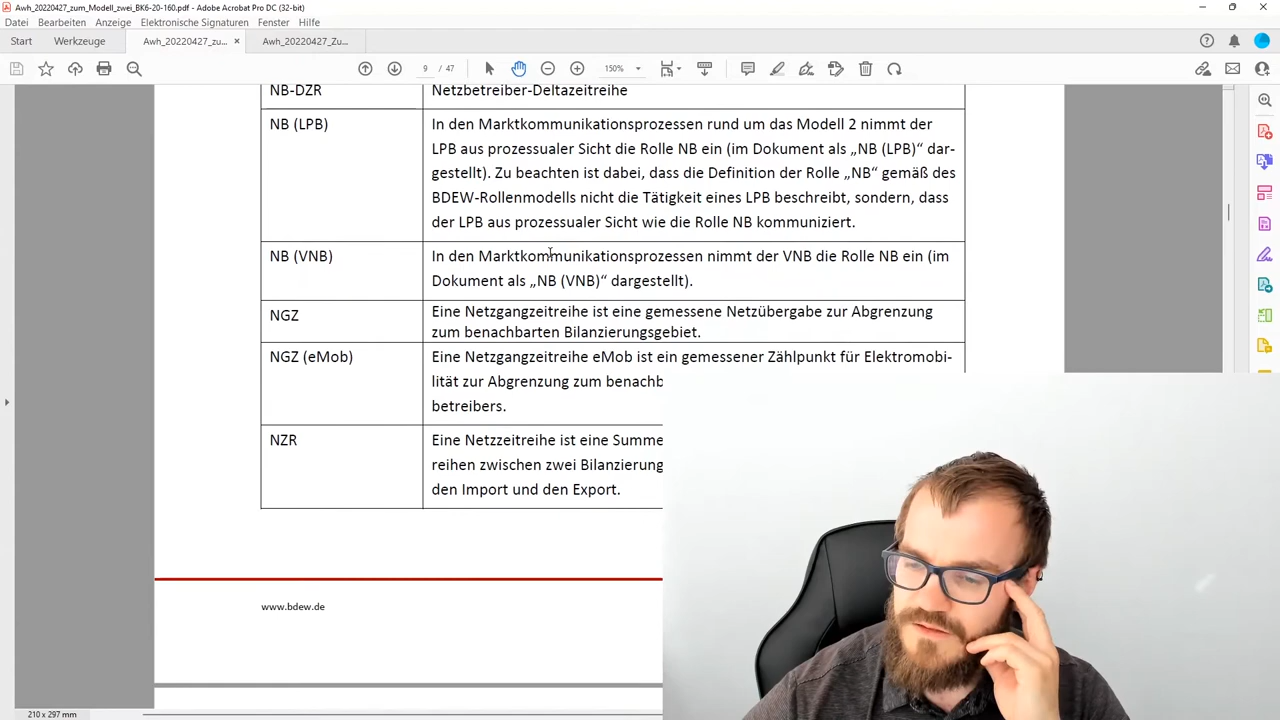 Awh_20220427_zum_Modell_zwei_BK6-20-160.pdf - Adobe Acrobat Pro DC (32-bit)
Datei Bearbeiten Anzeige Elektronische Signaturen Fenster Hilfe
Start Werkzeuge Awh_20220427_zu... × Awh_20220427_Zu...
9 / 47 150%
NB-DZR Netzbetreiber-Deltazeitreihe
NB (LPB) In den Marktkommunikationsprozessen rund um das Modell 2 nimmt der
LPB aus prozessualer Sicht die Rolle NB ein (im Dokument als „NB (LPB)“ dar-
gestellt). Zu beachten ist dabei, dass die Definition der Rolle „NB“ gemäß des
BDEW-Rollenmodells nicht die Tätigkeit eines LPB beschreibt, sondern, dass
der LPB aus prozessualer Sicht wie die Rolle NB kommuniziert.
NB (VNB) In den Marktkommunikationsprozessen nimmt der VNB die Rolle NB ein (im
Dokument als „NB (VNB)“ dargestellt).
NGZ Eine Netzgangzeitreihe ist eine gemessene Netzübergabe zur Abgrenzung
zum benachbarten Bilanzierungsgebiet.
NGZ (eMob) Eine Netzgangzeitreihe eMob ist ein gemessener Zählpunkt für Elektromobi-
lität zur Abgrenzung zum benachb
betreibers.
NZR Eine Netzzeitreihe ist eine Summe
reihen zwischen zwei Bilanzierung
den Import und den Export.
www.bdew.de
210 x 297 mm